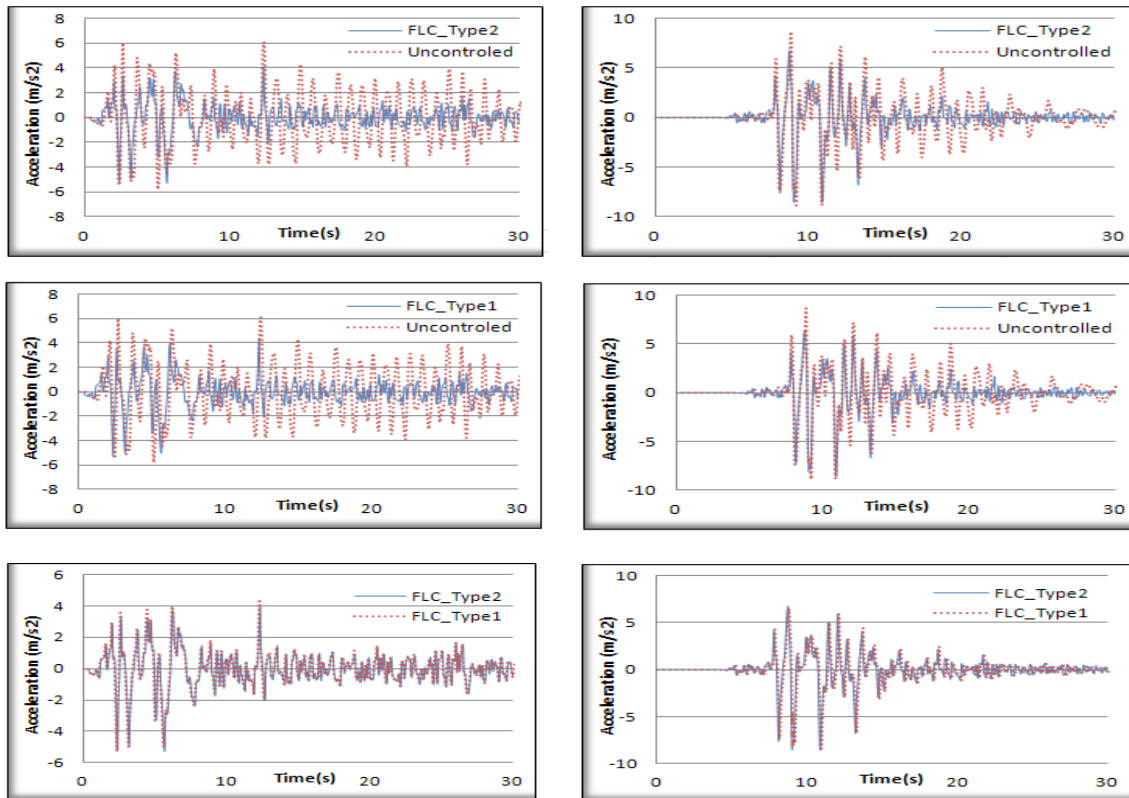 8
6
4
2
0
-2
-4
-6
-8
Acceleration (m/s2)
FLC_Type2
Uncontroled
0
10
20
30
Time(s)
10
5
0
-5
-10
Acceleration (m/s2)
FLC_Type2
Uncontroled
0
10
20
30
Time(s)
8
6
4
2
0
-2
-4
-6
-8
Acceleration (m/s2)
FLC_Type1
Uncontroled
0
10
20
30
Time(s)
10
5
0
-5
-10
Acceleration (m/s2)
FLC_Type1
Uncontrolled
0
10
20
30
Time(s)
6
4
2
0
-2
-4
-6
Acceleration (m/s2)
FLC_Type2
FLC_Type1
0
10
20
30
Time(s)
10
5
0
-5
-10
Acceleration (m/s2)
FLC_Type2
FLC_Type1
0
10
20
30
Time(s)